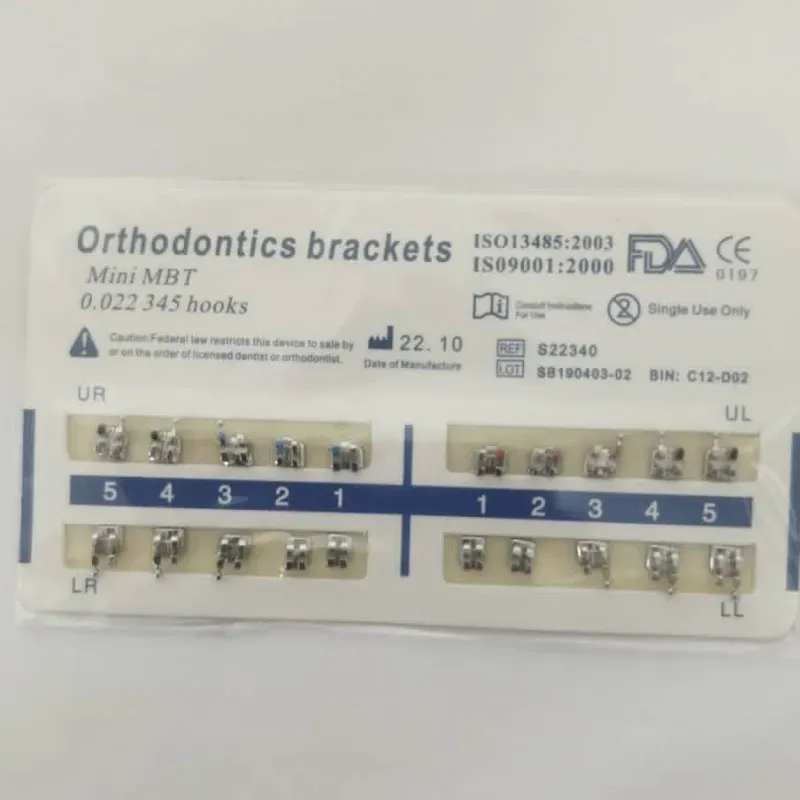 Orthodontics brackets
Mini MBT
0.022 345 hooks
ISO13485:2003
IS09001:2000
FDA
CE
0197
Consult Instructions
For Use
Single Use Only
Caution:Federal law restricts this device to sale by
or on the order of licensed dentist or orthodontist.
22.10
Date of Manufacture
REF S22340
LOT SB190403-02 BIN: C12-D02
UR
UL
5 4 3 2 1
1 2 3 4 5
LR
LL